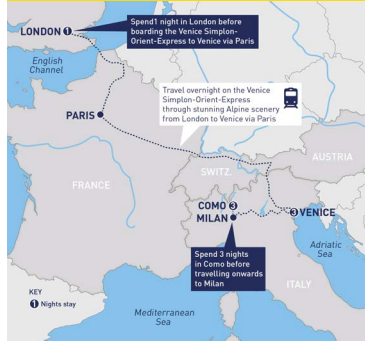 Spend 1 night in London before
boarding the Venice Simplon-
Orient-Express to Venice via Paris
LONDON 1
English
Channel
Travel overnight on the Venice
Simplon-Orient-Express
through stunning Alpine scenery
from London to Venice via Paris
PARIS
AUSTRIA
SWITZ.
FRANCE
COMO 3
MILAN
3 VENICE
Adriatic
Sea
Spend 3 nights
in Como before
travelling onwards
to Milan
ITALY
KEY
1 Nights stay
Mediterranean
Sea